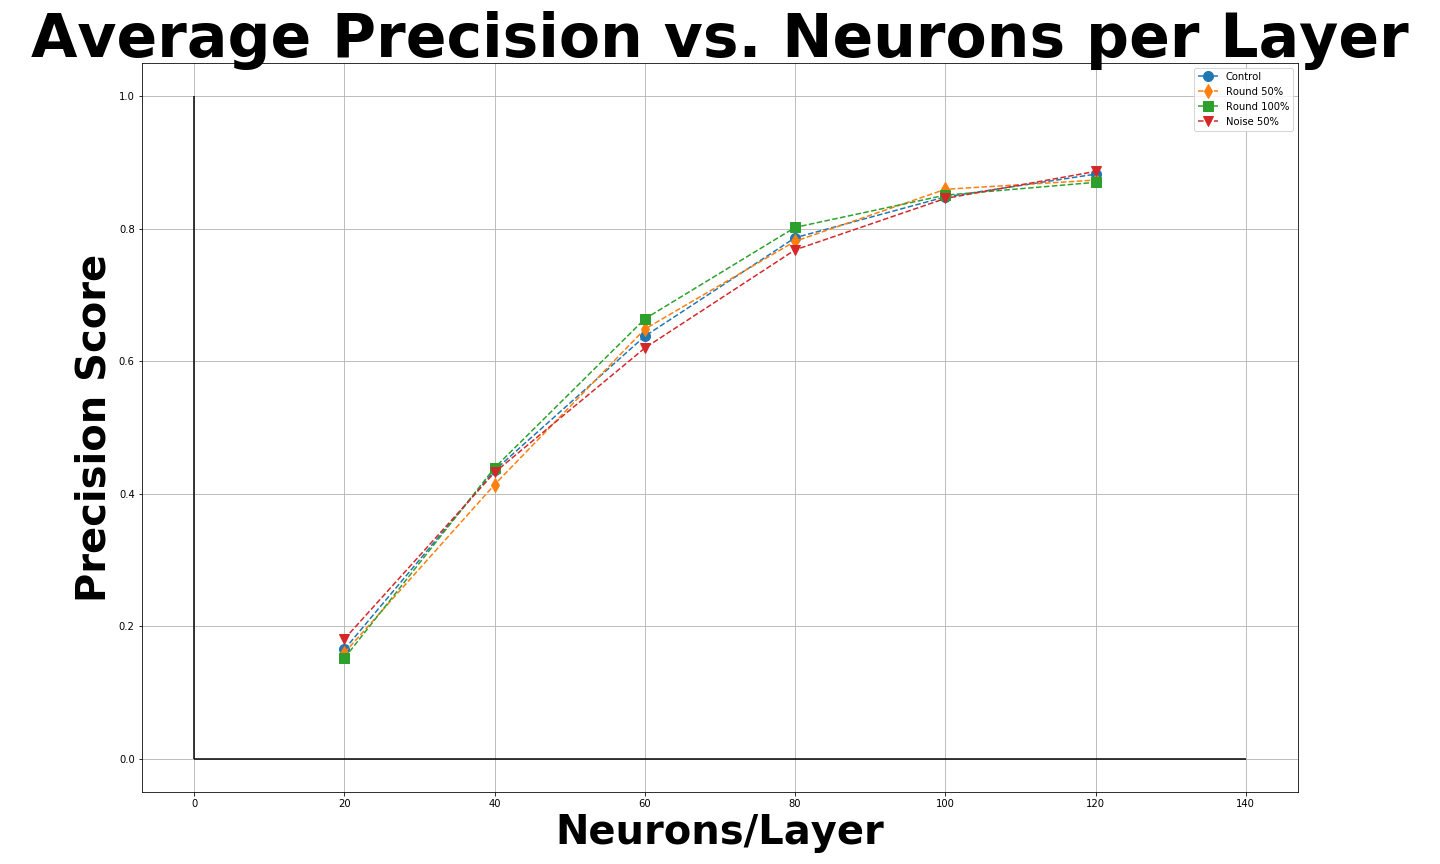 Average Precision vs. Neurons per Layer
Control
Round 50%
Round 100%
Noise 50%
1.0
0.8
0.6
0.4
0.2
0.0
Precision Score
0 20 40 60 80 100 120 140
Neurons/Layer